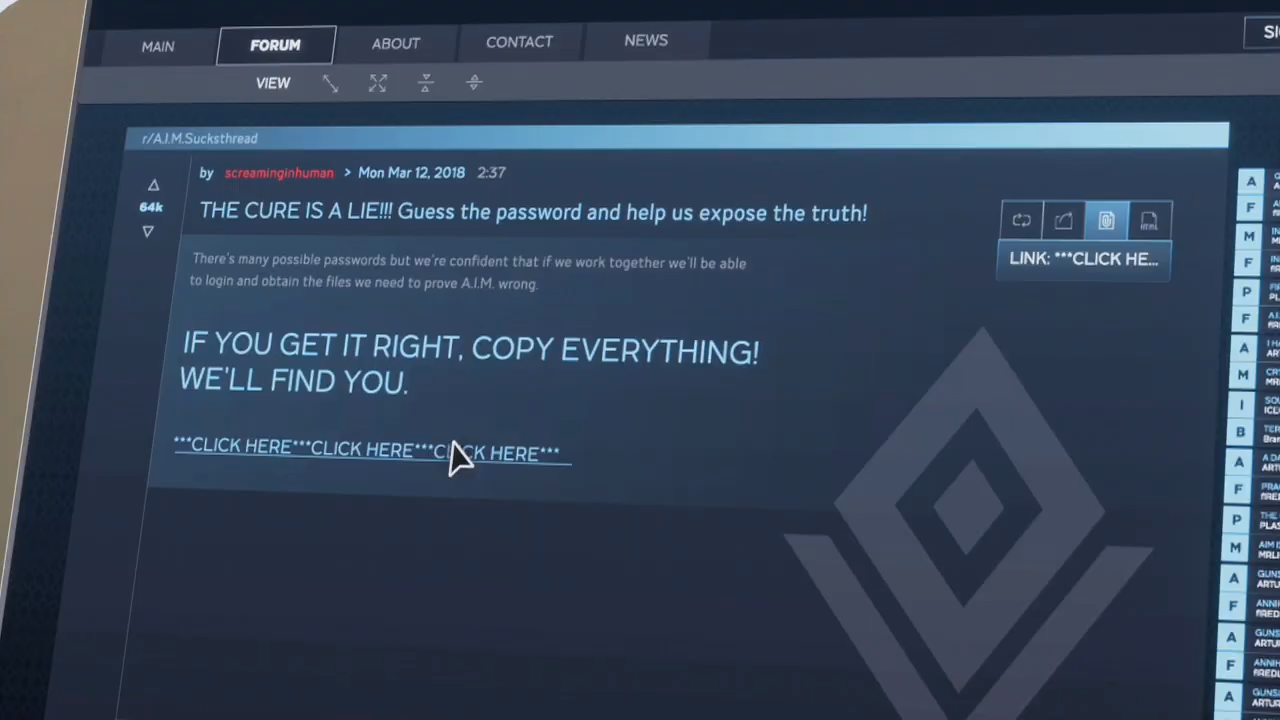 MAIN
FORUM
ABOUT
CONTACT
NEWS
VIEW
r/A.I.M.Sucksthread
by screaminginhuman > Mon Mar 12, 2018 2:37
64k
THE CURE IS A LIE!!! Guess the password and help us expose the truth!
LINK: ***CLICK HE...
There's many possible passwords but we're confident that if we work together we'll be able
to login and obtain the files we need to prove A.I.M. wrong.
IF YOU GET IT RIGHT, COPY EVERYTHING!
WE'LL FIND YOU.
***CLICK HERE***CLICK HERE***CLICK HERE***
A
F
M
F
P
F
A
M
I
B
A
F
P
M
A
F
A
F
A